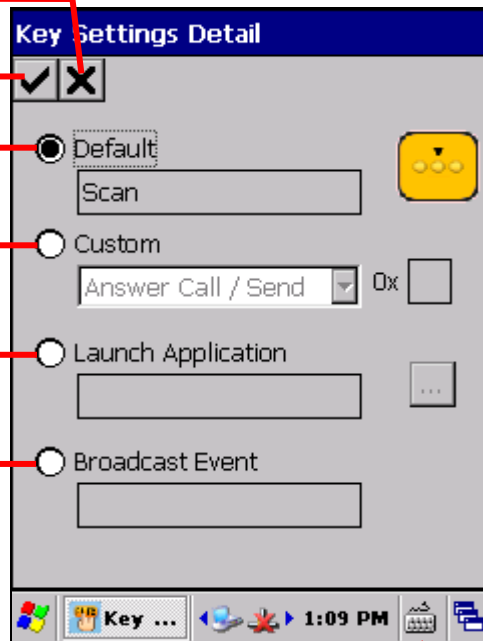 Key Settings Detail
Default
Scan
Custom
Answer Call / Send 0x
Launch Application
...
Broadcast Event
Key ... 1:09 PM